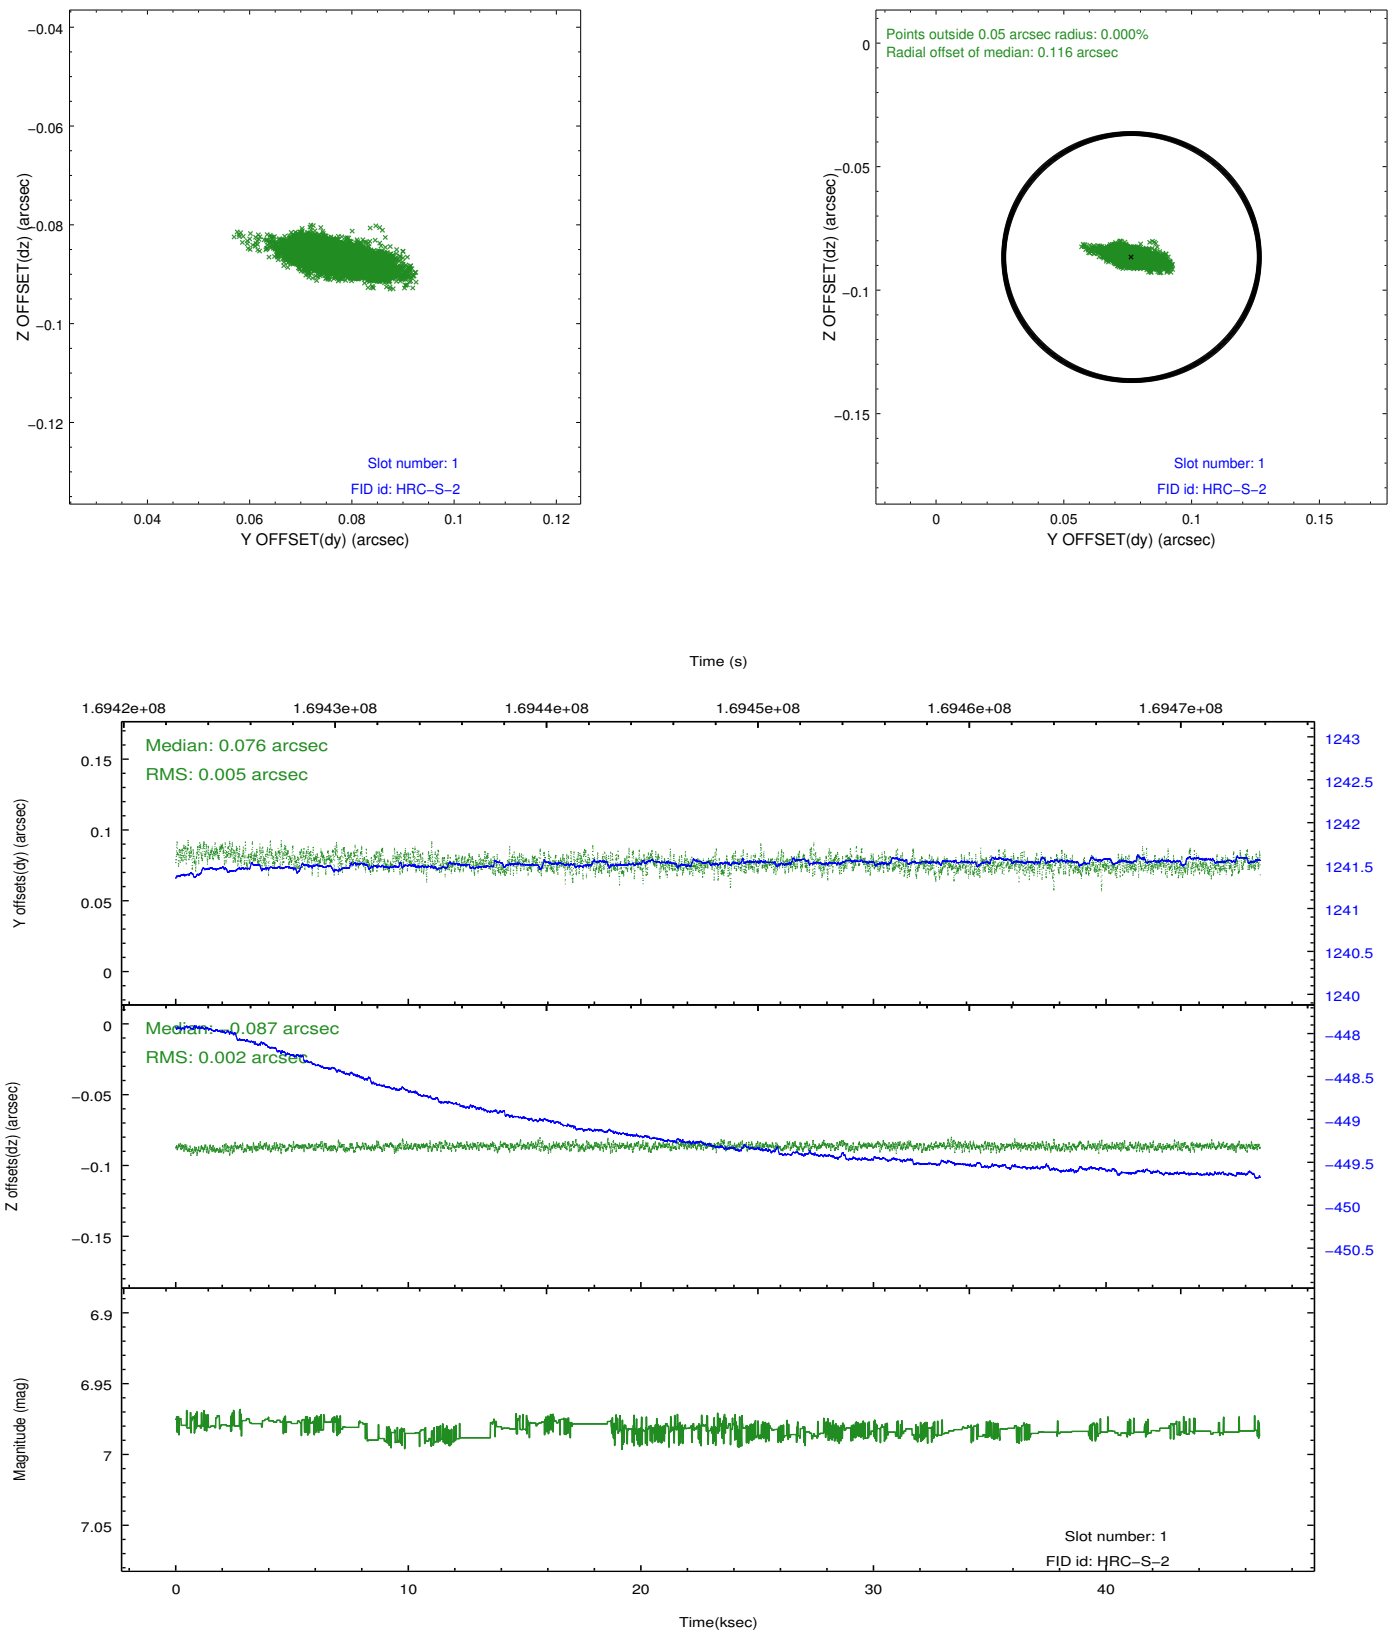 −0.04
−0.06
−0.08
−0.1
−0.12
Z OFFSET(dz) (arcsec)
Slot number: 1
FID id: HRC−S−2
0.04 0.06 0.08 0.1 0.12
Y OFFSET(dy) (arcsec)
Points outside 0.05 arcsec radius: 0.000%
Radial offset of median: 0.116 arcsec
0
−0.05
−0.1
−0.15
Z OFFSET(dz) (arcsec)
Slot number: 1
FID id: HRC−S−2
0 0.05 0.1 0.15
Y OFFSET(dy) (arcsec)
Time (s)
1.6942e+08 1.6943e+08 1.6944e+08 1.6945e+08 1.6946e+08 1.6947e+08
Median: 0.076 arcsec
RMS: 0.005 arcsec
0.15
0.1
0.05
0
Y offsets(dy) (arcsec)
1243
1242.5
1242
1241.5
1241
1240.5
1240
Median: −0.087 arcsec
RMS: 0.002 arcsec
0
−0.05
−0.1
−0.15
Z offsets(dz) (arcsec)
−448
−448.5
−449
−449.5
−450
−450.5
6.9
6.95
7
7.05
Magnitude (mag)
Slot number: 1
FID id: HRC−S−2
0 10 20 30 40
Time(ksec)